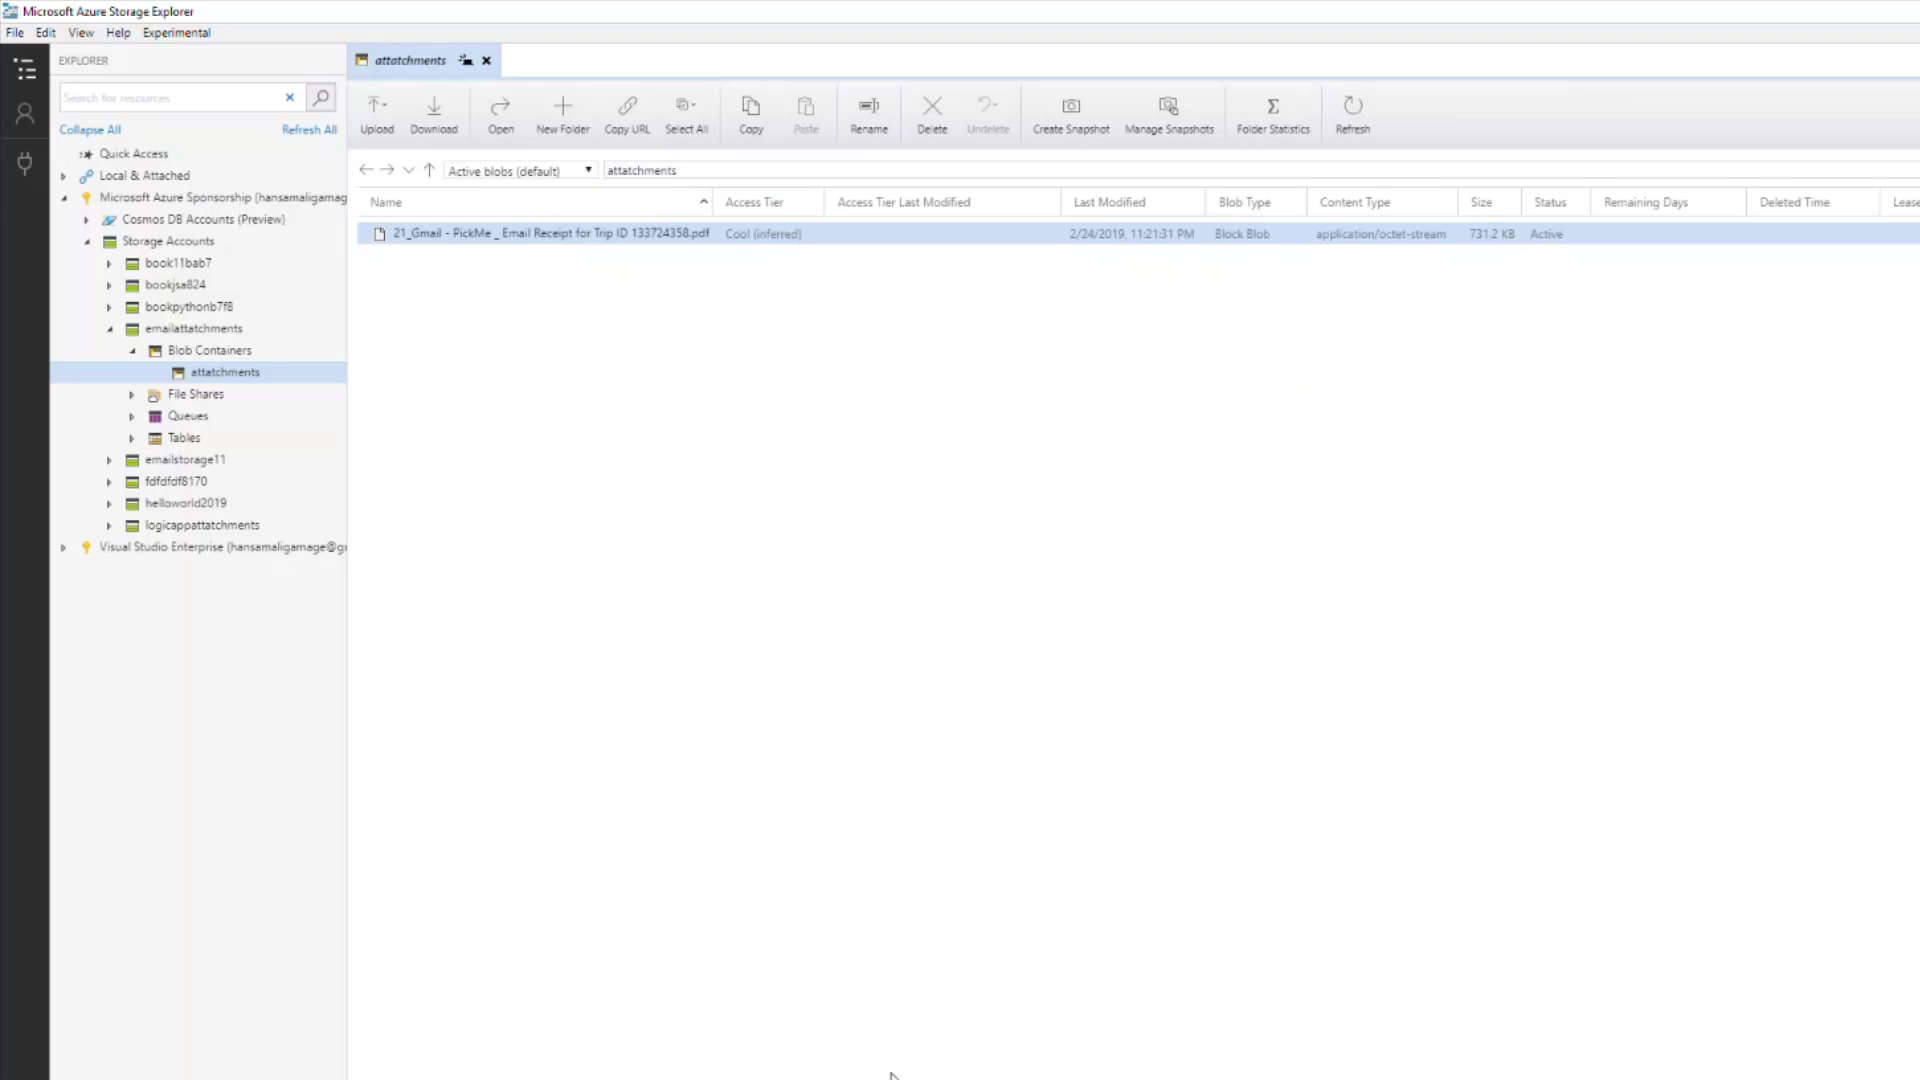 Microsoft Azure Storage Explorer
File Edit View Help Experimental
EXPLORER
attatchments
Search for resources
Collapse All Refresh All
Upload Download Open New Folder Copy URL Select All Copy Paste Rename Delete Undelete Create Snapshot Manage Snapshots Folder Statistics Refresh
Active blobs (default) attatchments
Name Access Tier Access Tier Last Modified Last Modified Blob Type Content Type Size Status Remaining Days Deleted Time Lease
21_Gmail - PickMe _ Email Receipt for Trip ID 133724358.pdf Cool (inferred) 2/24/2019, 11:21:31 PM Block Blob application/octet-stream 731.2 KB Active
Quick Access
Local & Attached
Microsoft Azure Sponsorship (hansamaligamag
Cosmos DB Accounts (Preview)
Storage Accounts
book11bab7
bookjsa824
bookpythonb7f8
emailattatchments
Blob Containers
attatchments
File Shares
Queues
Tables
emailstorage11
fdfdfdf8170
helloworld2019
logicappattatchments
Visual Studio Enterprise (hansamaligamage@g